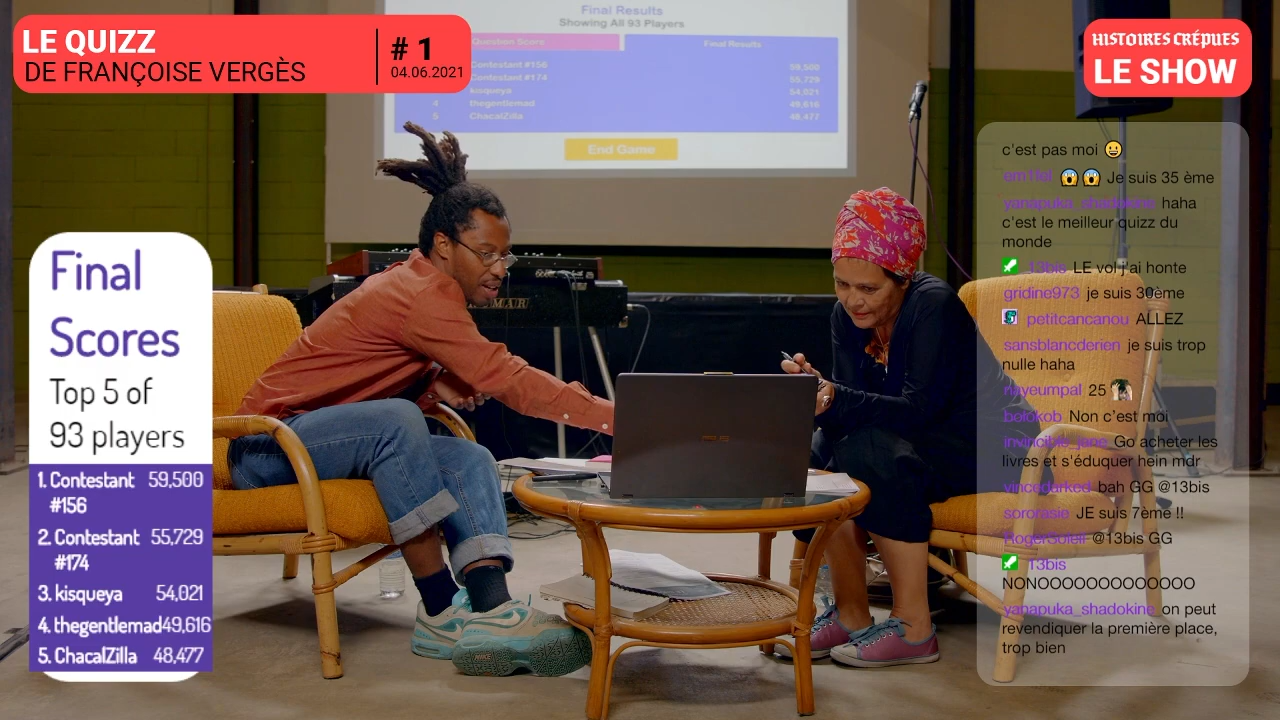 LE QUIZZ
DE FRANÇOISE VERGÈS
# 1
04.06.2021
HISTOIRES CRÉPUES
LE SHOW
Final Results
Showing All 93 Players
Question Score
Final Results
Contestant #156 59,500
Contestant #174 55,729
kisqueya 54,021
4 thegentlemad 49,616
5 ChacalZilla 48,477
End Game
Final
Scores
Top 5 of
93 players
1. Contestant 59,500
#156
2. Contestant 55,729
#174
3. kisqueya 54,021
4. thegentlemad 49,616
5. ChacalZilla 48,477
c'est pas moi 😀
em1lol 😱 😱 Je suis 35 ème
yanapuka_shadokine haha
c'est le meilleur quizz du
monde
13bis LE vol j'ai honte
gridine973 je suis 30ème
petitcancanou ALLEZ
sansblancderien je suis trop
nulle haha
25
bolokob Non c'est moi
invincible_jane Go acheter les
livres et s'éduquer hein mdr
vincedarked bah GG @13bis
sororasie JE suis 7ème !!
RogerSoleil @13bis GG
13bis
NONOOOOOOOOOOOOO
yanapuka_shadokine on peut
revendiquer la première place,
trop bien